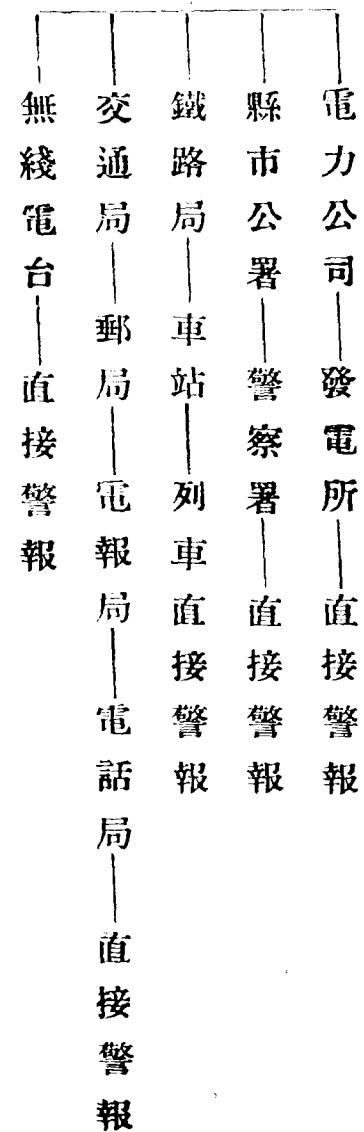 電力公司——發電所——直接警報
縣市公署——警察署——直接警報
鐵路局——車站——列車直接警報
交通局——郵局——電報局——電話局——直接警報
無綫電台——直接警報